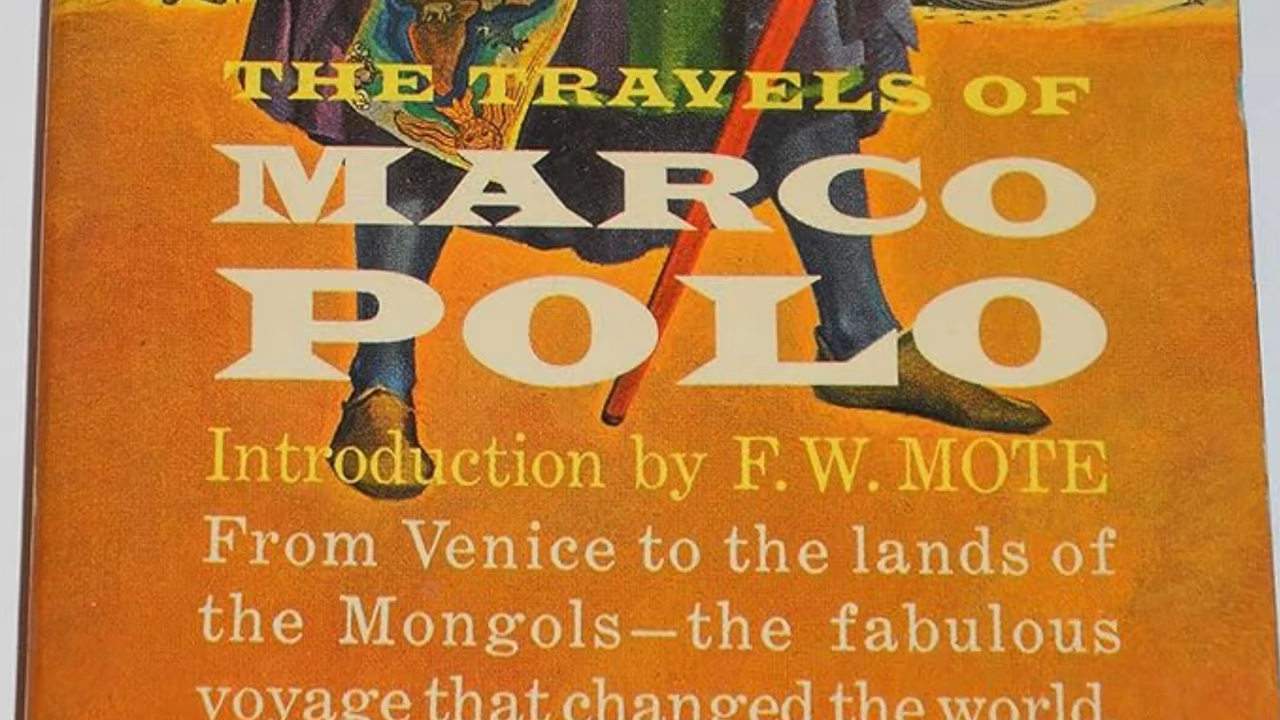 THE TRAVELS OF
MARCO
POLO
Introduction by F. W. MOTE
From Venice to the lands of
the Mongols—the fabulous
voyage that changed the world